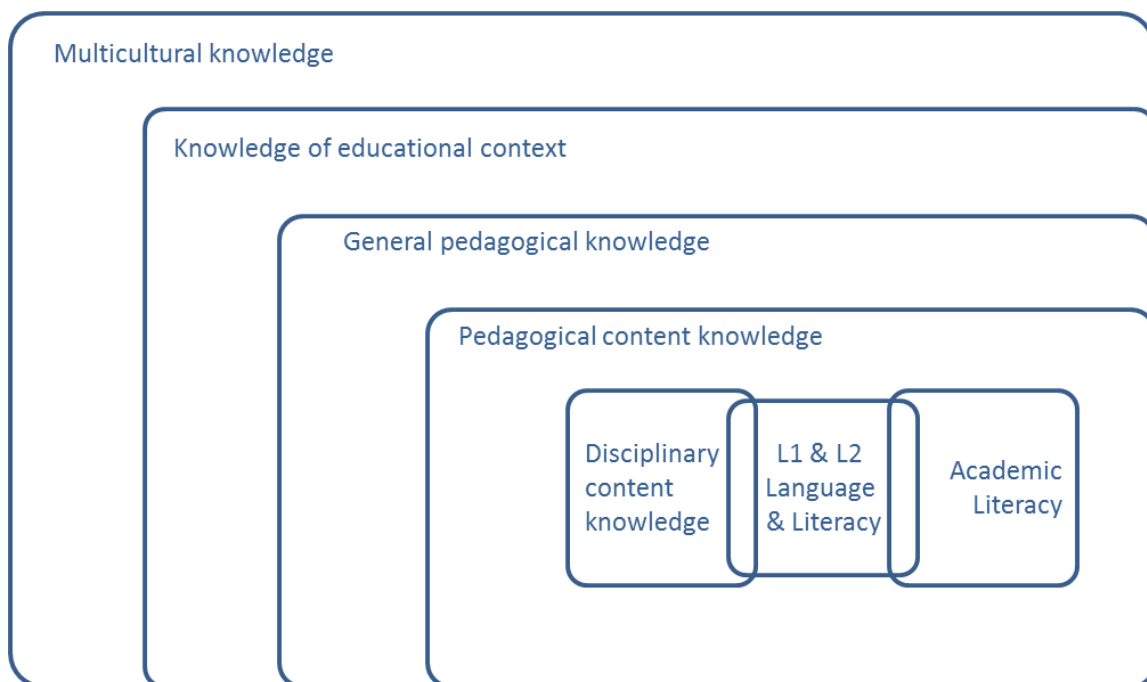 Multicultural knowledge
Knowledge of educational context
General pedagogical knowledge
Pedagogical content knowledge
Disciplinary
content
knowledge
L1 & L2
Language
& Literacy
Academic
Literacy